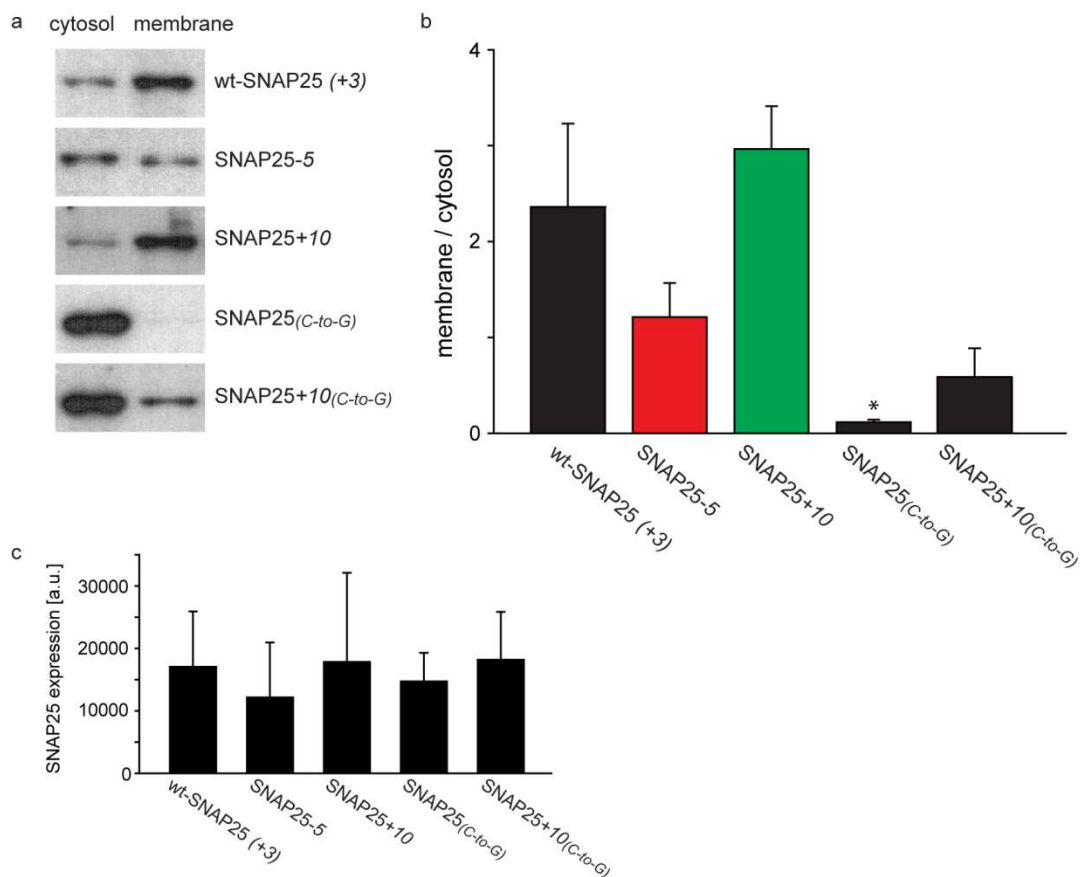 a
cytosol membrane
wt-SNAP25 (+3)
SNAP25-5
SNAP25+10
SNAP25(C-to-G)
SNAP25+10(C-to-G)
b
membrane / cytosol
4
2
0
*
wt-SNAP25 (+3)
SNAP25-5
SNAP25+10
SNAP25(C-to-G)
SNAP25+10(C-to-G)
c
SNAP25 expression [a.u.]
30000
20000
10000
0
wt-SNAP25 (+3)
SNAP25-5
SNAP25+10
SNAP25(C-to-G)
SNAP25+10(C-to-G)